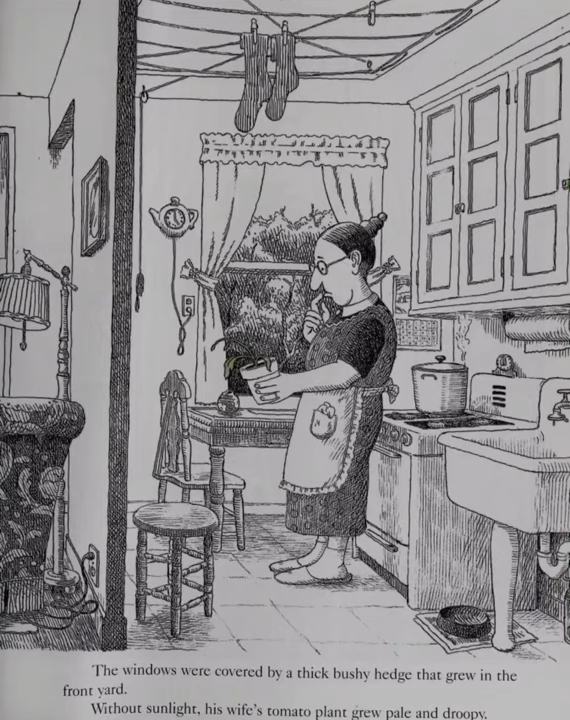 The windows were covered by a thick bushy hedge that grew in the
front yard.
Without sunlight, his wife's tomato plant grew pale and droopy.